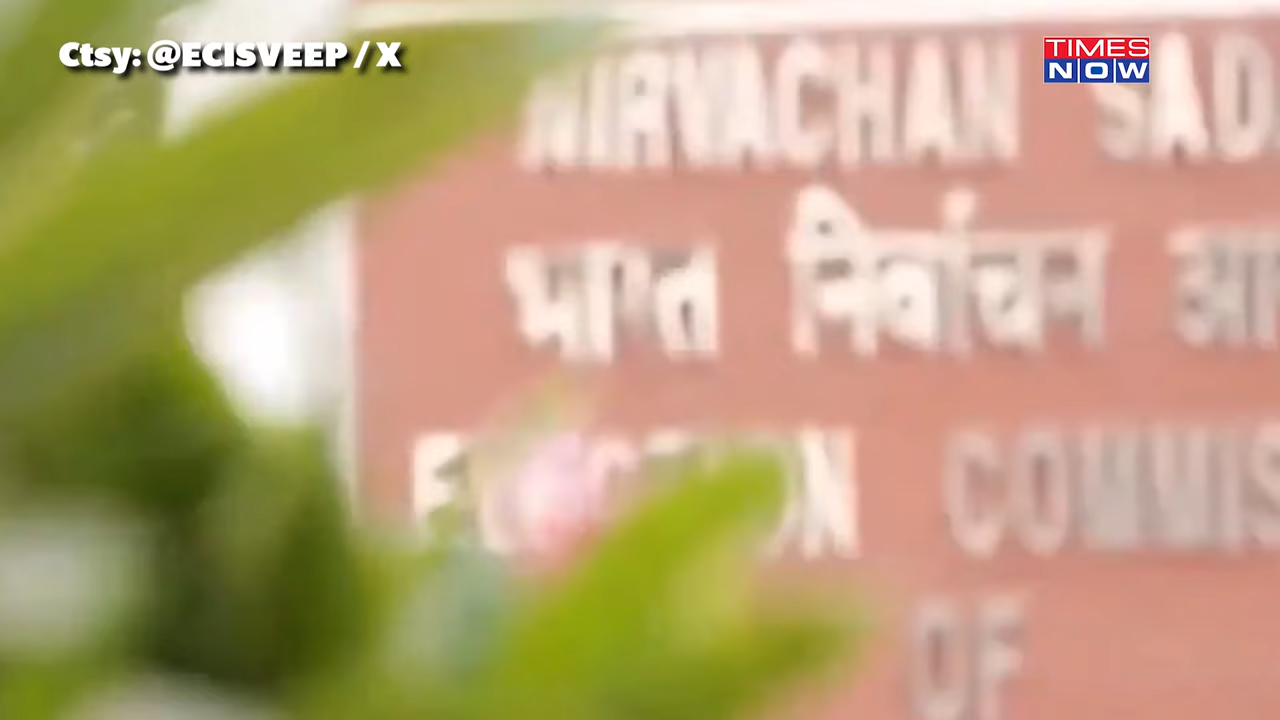 Ctsy: @ECISVEEP / X
TIMES
NOW
NIRVACHAN SAD
भारत निर्वाचन आ
COMMIS
OF